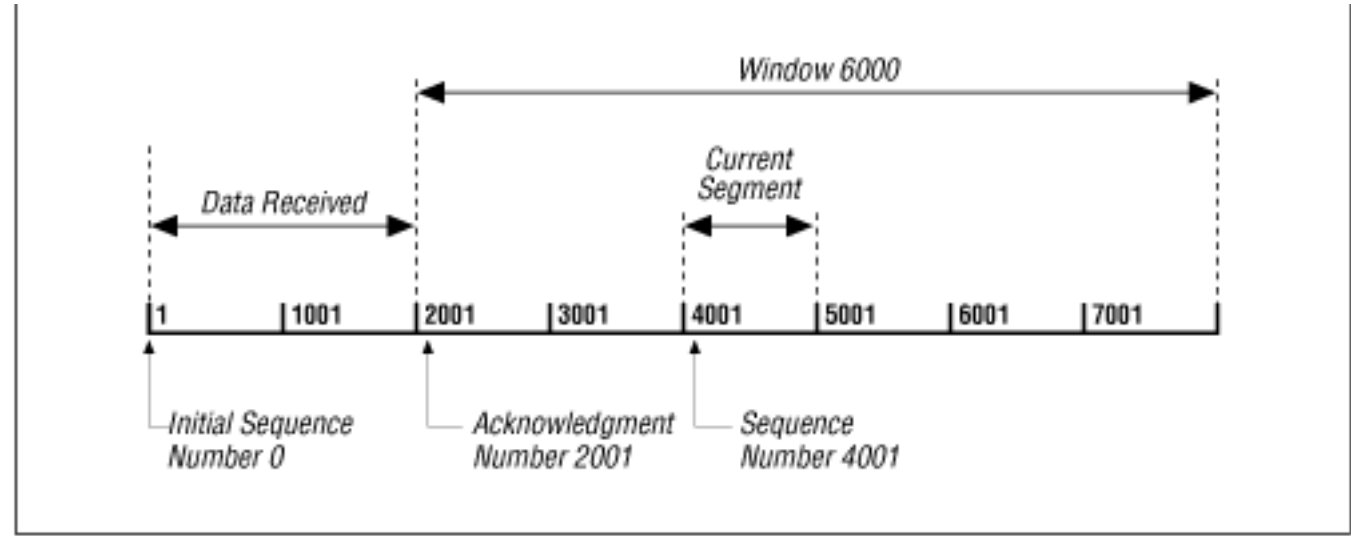 Window 6000
Current
Segment
Data Received
1 1001 2001 3001 4001 5001 6001 7001
Initial Sequence
Number 0
Acknowledgment
Number 2001
Sequence
Number 4001